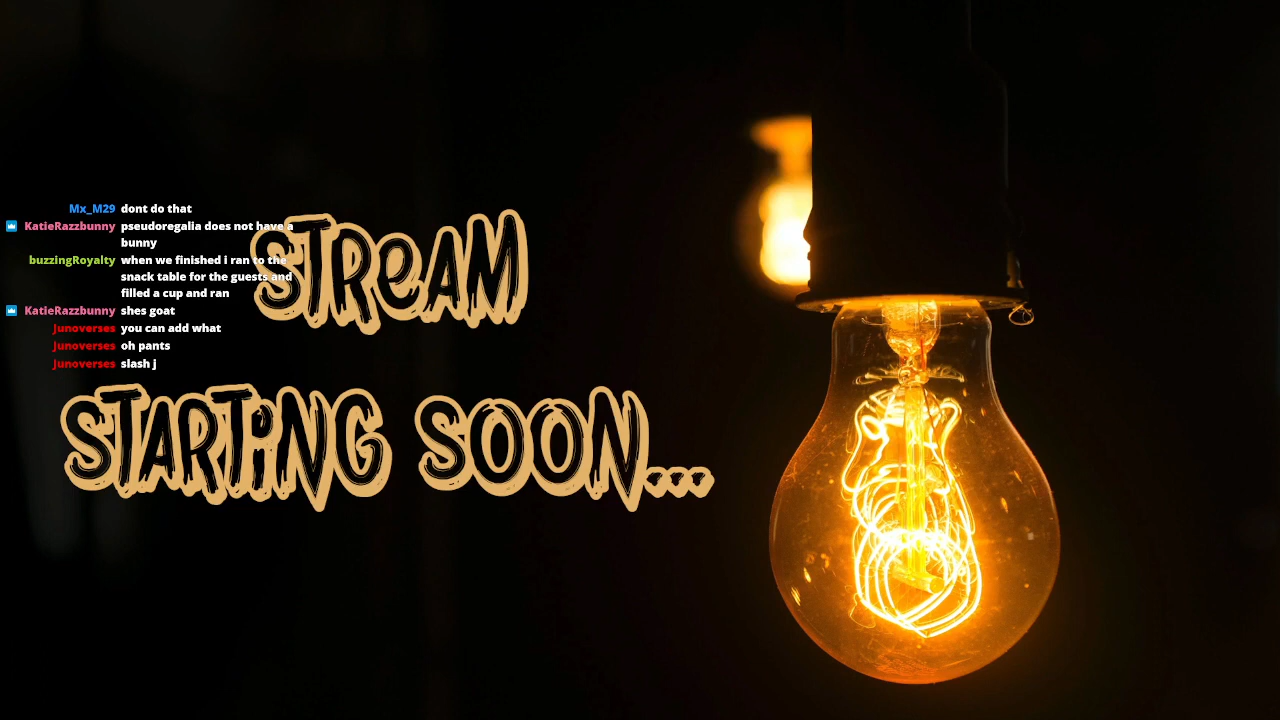 Mx_M29 dont do that
KatieRazzbunny pseudoregalia does not have a
bunny
buzzingRoyalty when we finished i ran to the
snack table for the guests and
filled a cup and ran
KatieRazzbunny shes goat
Junoverses you can add what
Junoverses oh pants
Junoverses slash j
STREAM
STARTING SOON...